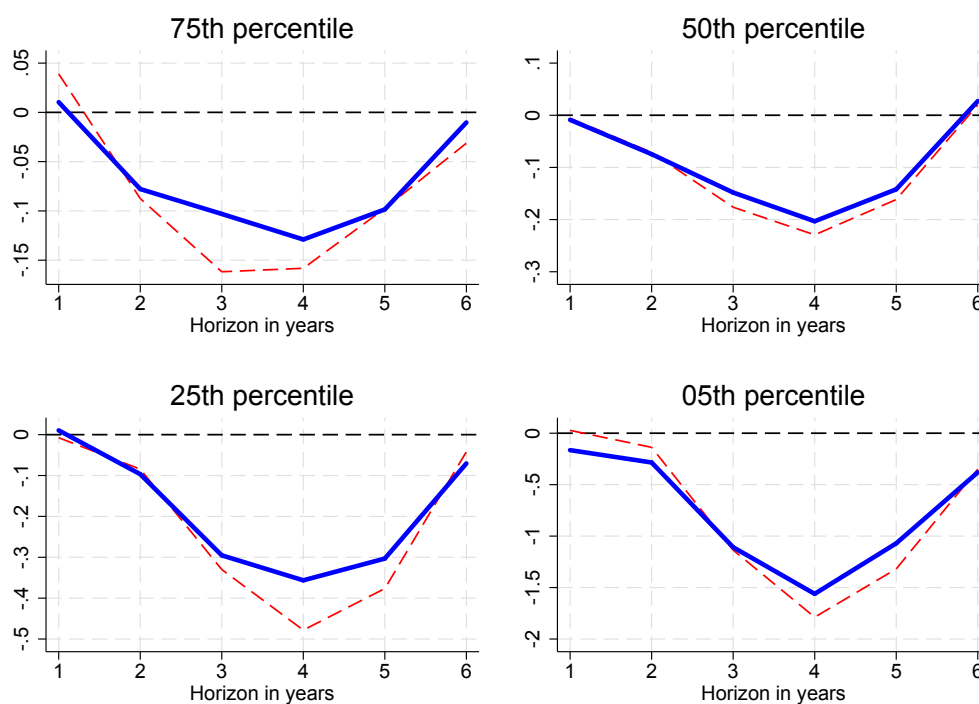 75th percentile
.05
0
-.05
-.1
-.15
1 2 3 4 5 6
Horizon in years
50th percentile
.1
0
-.1
-.2
-.3
1 2 3 4 5 6
Horizon in years
25th percentile
0
-.1
-.2
-.3
-.4
-.5
1 2 3 4 5 6
Horizon in years
05th percentile
0
-.5
-1
-1.5
-2
1 2 3 4 5 6
Horizon in years